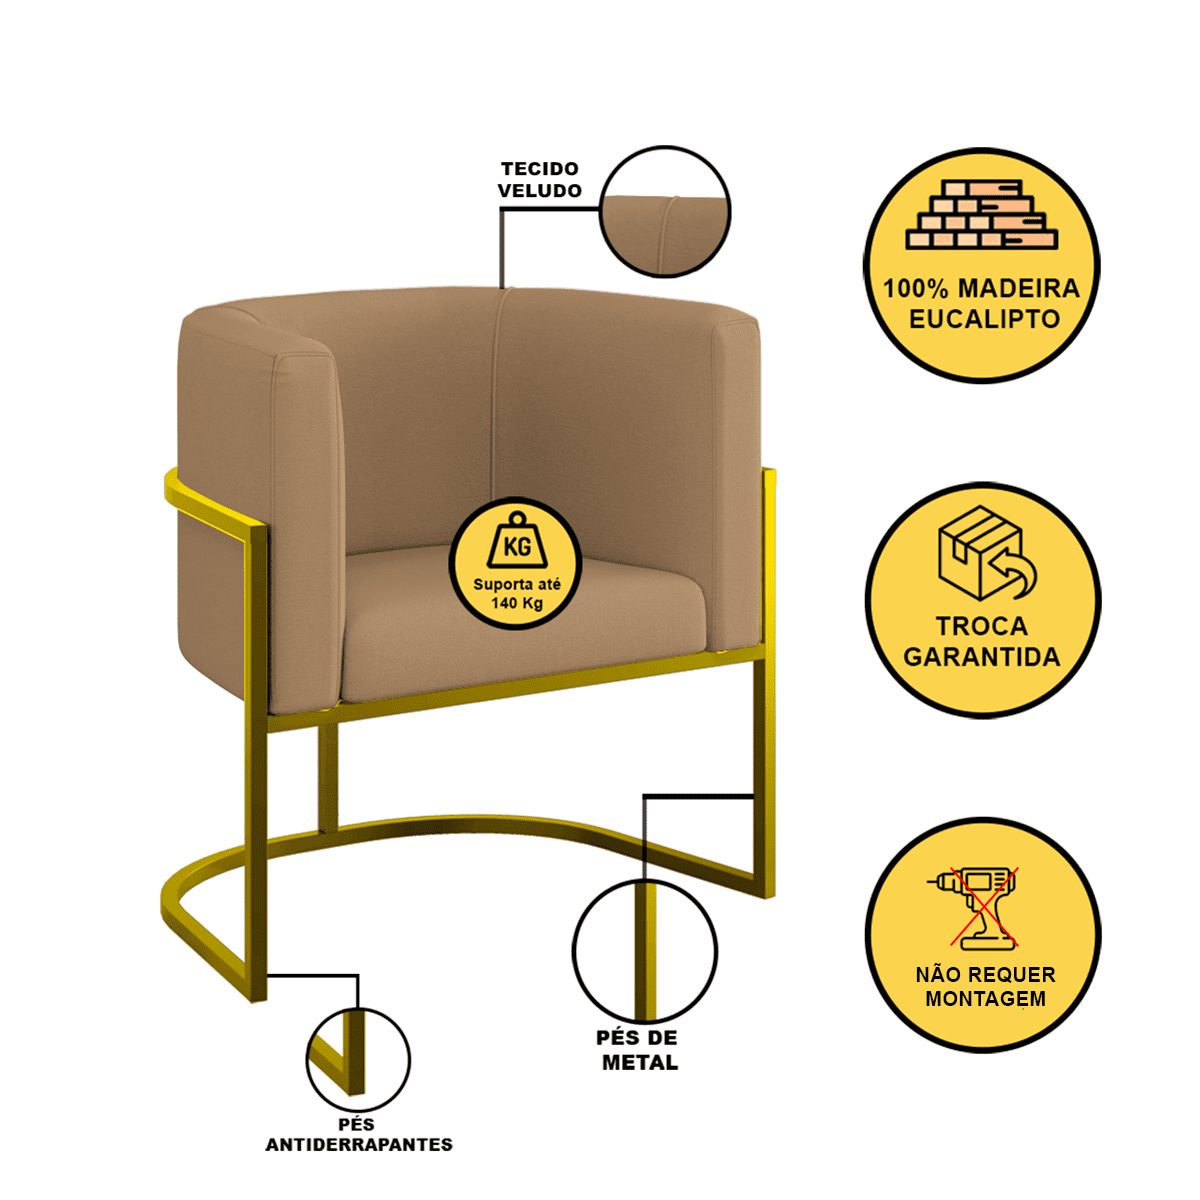 TECIDO
VELUDO
100% MADEIRA
EUCALIPTO
KG
Suporta até
140 Kg
TROCA
GARANTIDA
NÃO REQUER
MONTAGEM
PÉS DE
METAL
PÉS
ANTIDERRAPANTES